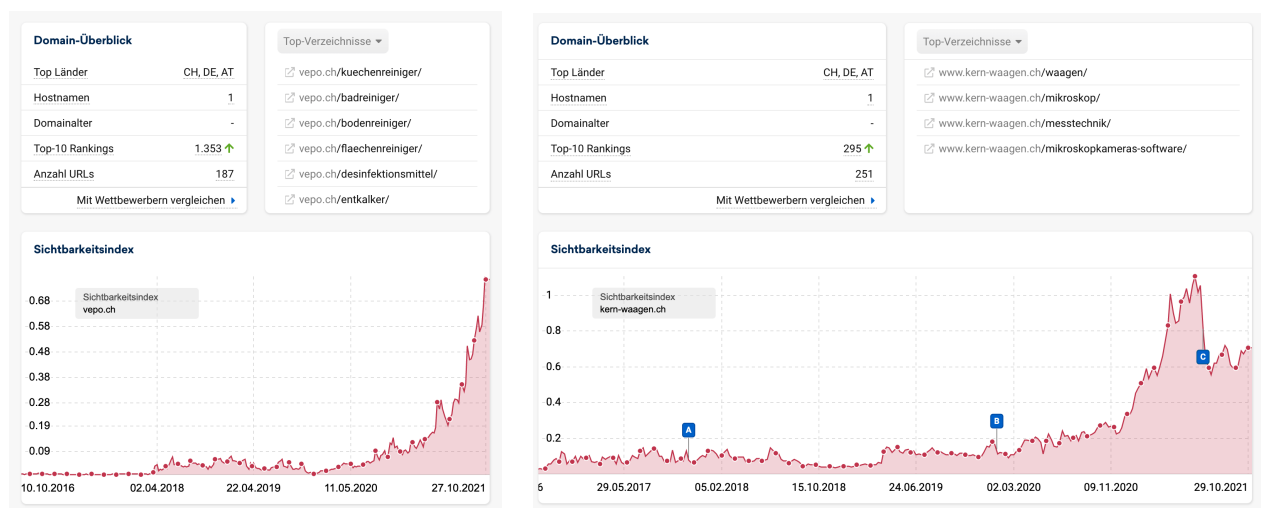 Domain-Überblick
Top Länder CH, DE, AT
Hostnamen 1
Domainalter -
Top-10 Rankings 1.353
Anzahl URLs 187
Mit Wettbewerbern vergleichen
Top-Verzeichnisse
vepo.ch/kuechenreiniger/
vepo.ch/badreiniger/
vepo.ch/bodenreiniger/
vepo.ch/flaechenreiniger/
vepo.ch/desinfektionsmittel/
vepo.ch/entkalker/
Sichtbarkeitsindex
Sichtbarkeitsindex
vepo.ch
0.68
0.58
0.48
0.38
0.28
0.19
0.09
10.10.2016 02.04.2018 22.04.2019 11.05.2020 27.10.2021
Domain-Überblick
Top Länder CH, DE, AT
Hostnamen 1
Domainalter -
Top-10 Rankings 295
Anzahl URLs 251
Mit Wettbewerbern vergleichen
Top-Verzeichnisse
www.kern-waagen.ch/waagen/
www.kern-waagen.ch/mikroskop/
www.kern-waagen.ch/messtechnik/
www.kern-waagen.ch/mikroskopkameras-software/
Sichtbarkeitsindex
Sichtbarkeitsindex
kern-waagen.ch
1
0.8
0.6
0.4
0.2
A
B
C
6 29.05.2017 05.02.2018 15.10.2018 24.06.2019 02.03.2020 09.11.2020 29.10.2021